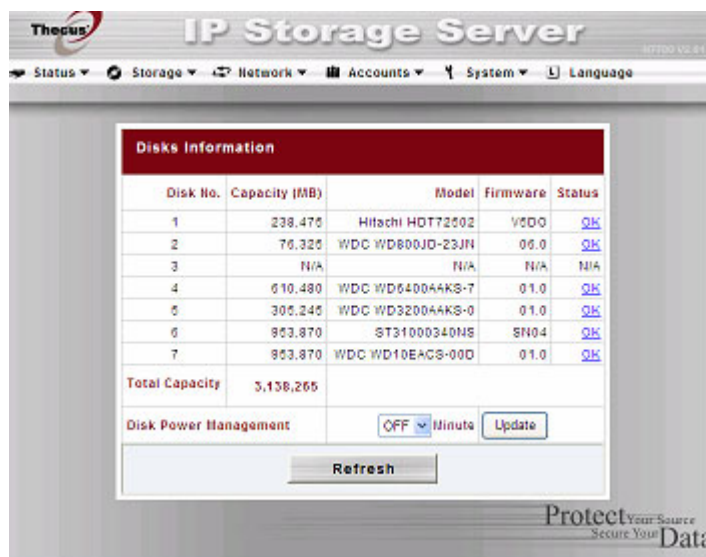 Thecus
IP Storage Server
Status Storage Network Accounts System L Language
Disks Information
Disk No. Capacity (MB) Model Firmware Status
1 238,475 Hitachi HDT72502 V5DO OK
2 76,325 WDC WD800JD-23JN 06.0 OK
3 N/A N/A N/A N/A
4 610,480 WDC WD6400AAKS-7 01.0 OK
5 305,245 WDC WD3200AAKS-0 01.0 OK
6 953,870 ST31000340NS SN04 OK
7 953,870 WDC WD10EACS-00D 01.0 OK
Total Capacity 3,138,265
Disk Power Management OFF Minute Update
Refresh
Protect Your Source
Secure Your Data